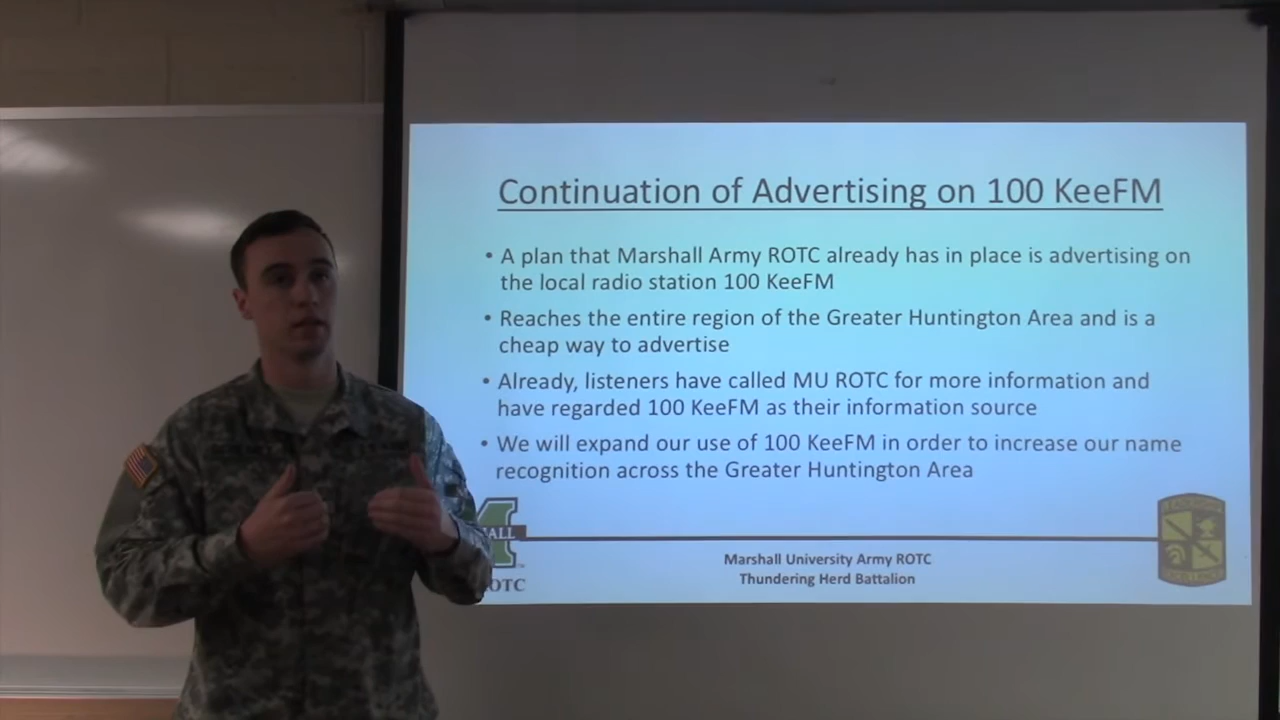 Continuation of Advertising on 100 KeeFM
• A plan that Marshall Army ROTC already has in place is advertising on
the local radio station 100 KeeFM
• Reaches the entire region of the Greater Huntington Area and is a
cheap way to advertise
• Already, listeners have called MU ROTC for more information and
have regarded 100 KeeFM as their information source
• We will expand our use of 100 KeeFM in order to increase our name
recognition across the Greater Huntington Area
Marshall University Army ROTC
Thundering Herd Battalion